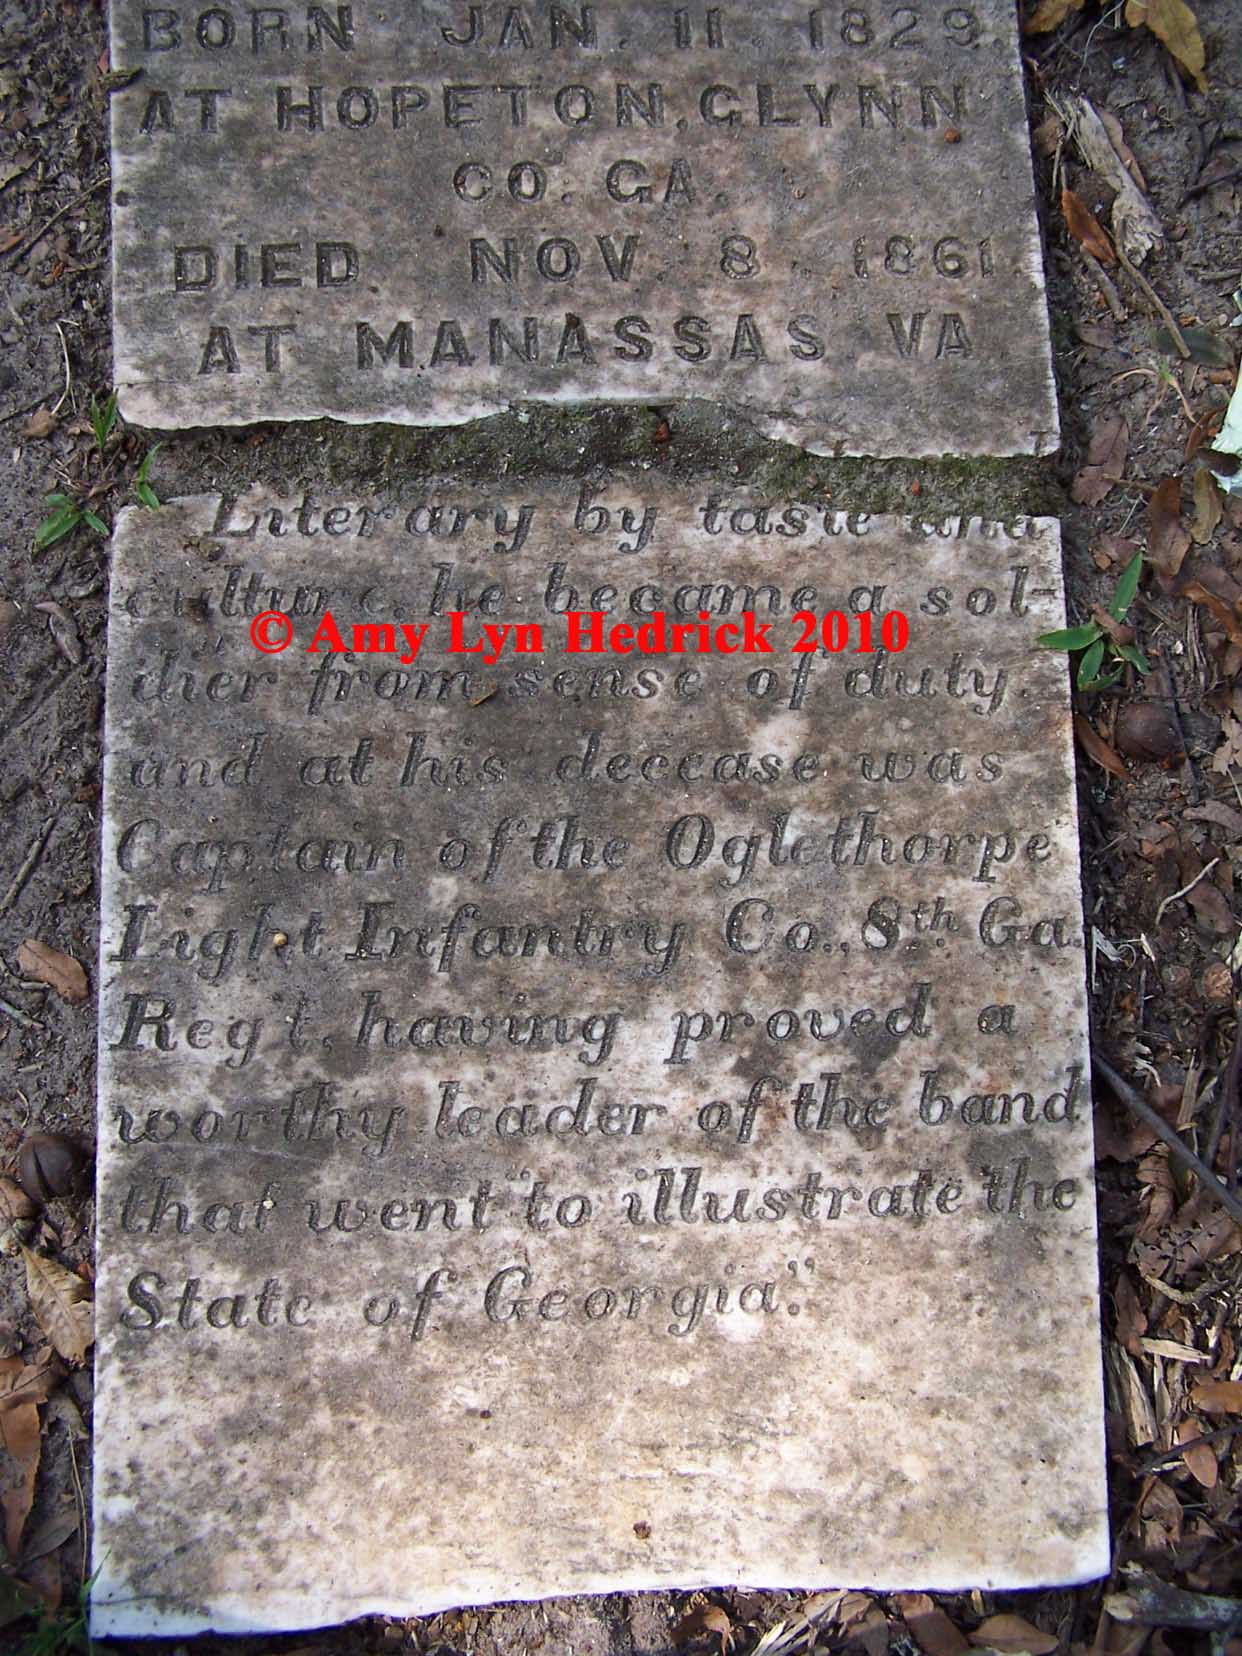 BORN JAN. 11. 1829.
AT HOPETON, GLYNN
CO. GA.
DIED NOV. 8. 1861.
AT MANASSAS VA
Literary by taste and
culture, he became a sol-
© Amy Lyn Hedrick 2010
dier from sense of duty
and at his decease was
Captain of the Oglethorpe
Light Infantry Co., 8th Ga.
Regt, having proved a
worthy leader of the band
that went "to illustrate the
State of Georgia."